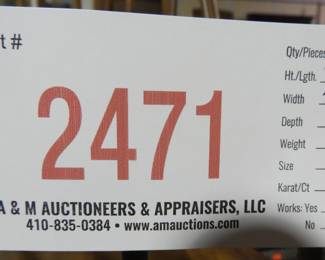 t #
2471
A & M AUCTIONEERS & APPRAISERS, LLC
410-835-0384 • www.amauctions.com
Qty/Pieces
Ht./Lgth.
Width
Depth
Weight
Size
Karat/Ct
Works: Yes
No